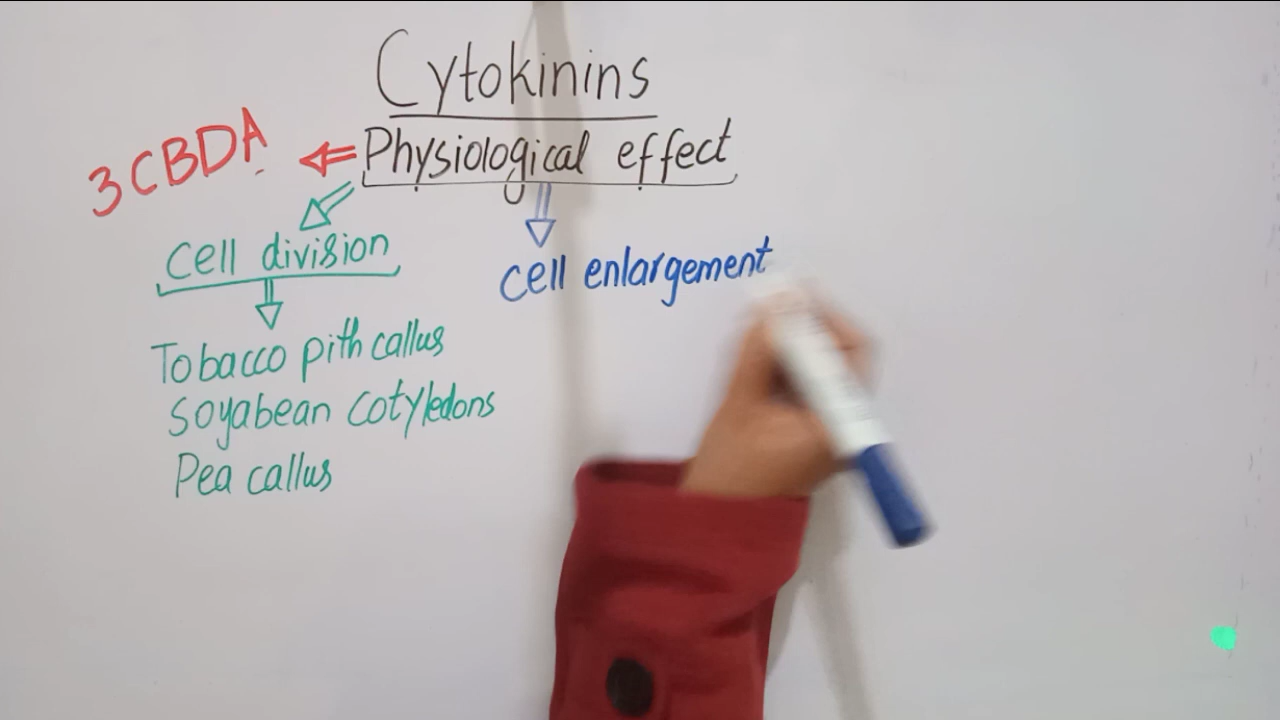 Cytokinins
Physiological effect
3CBDA
cell division
cell enlargement
Tobacco pith callus
soyabean cotyledons
Pea callus